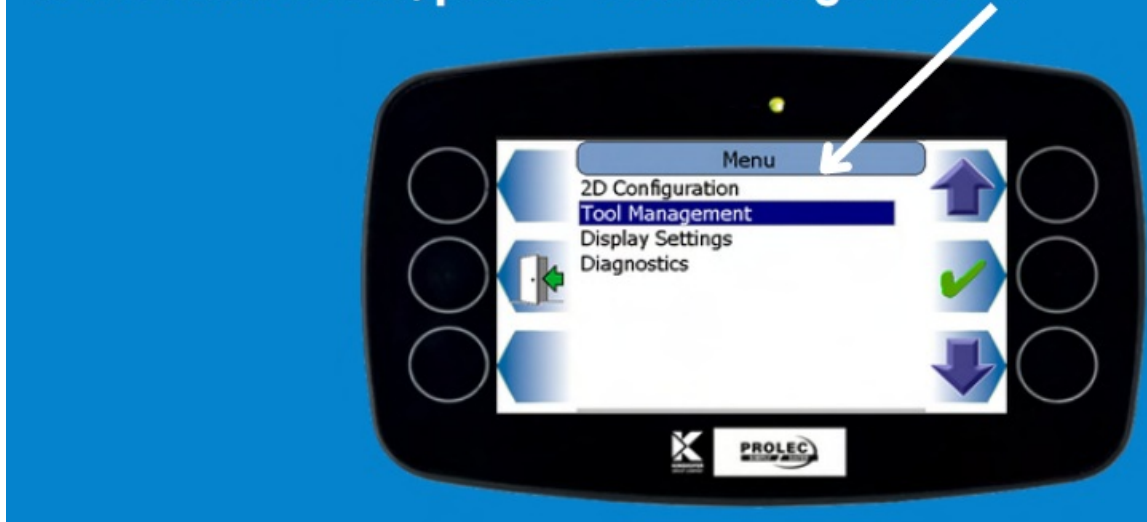 Menu
2D Configuration
Tool Management
Display Settings
Diagnostics
K
PROLEC